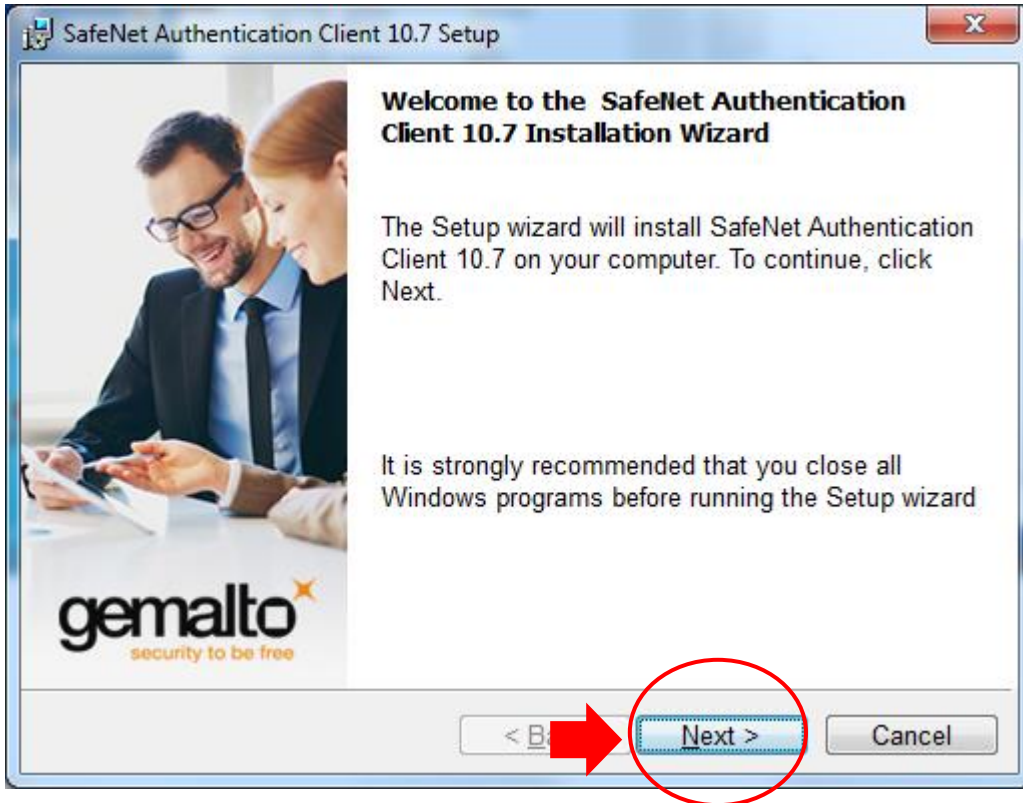 SafeNet Authentication Client 10.7 Setup
Welcome to the SafeNet Authentication
Client 10.7 Installation Wizard
The Setup wizard will install SafeNet Authentication
Client 10.7 on your computer. To continue, click
Next.
It is strongly recommended that you close all
Windows programs before running the Setup wizard
gemalto
security to be free
< Next > Cancel